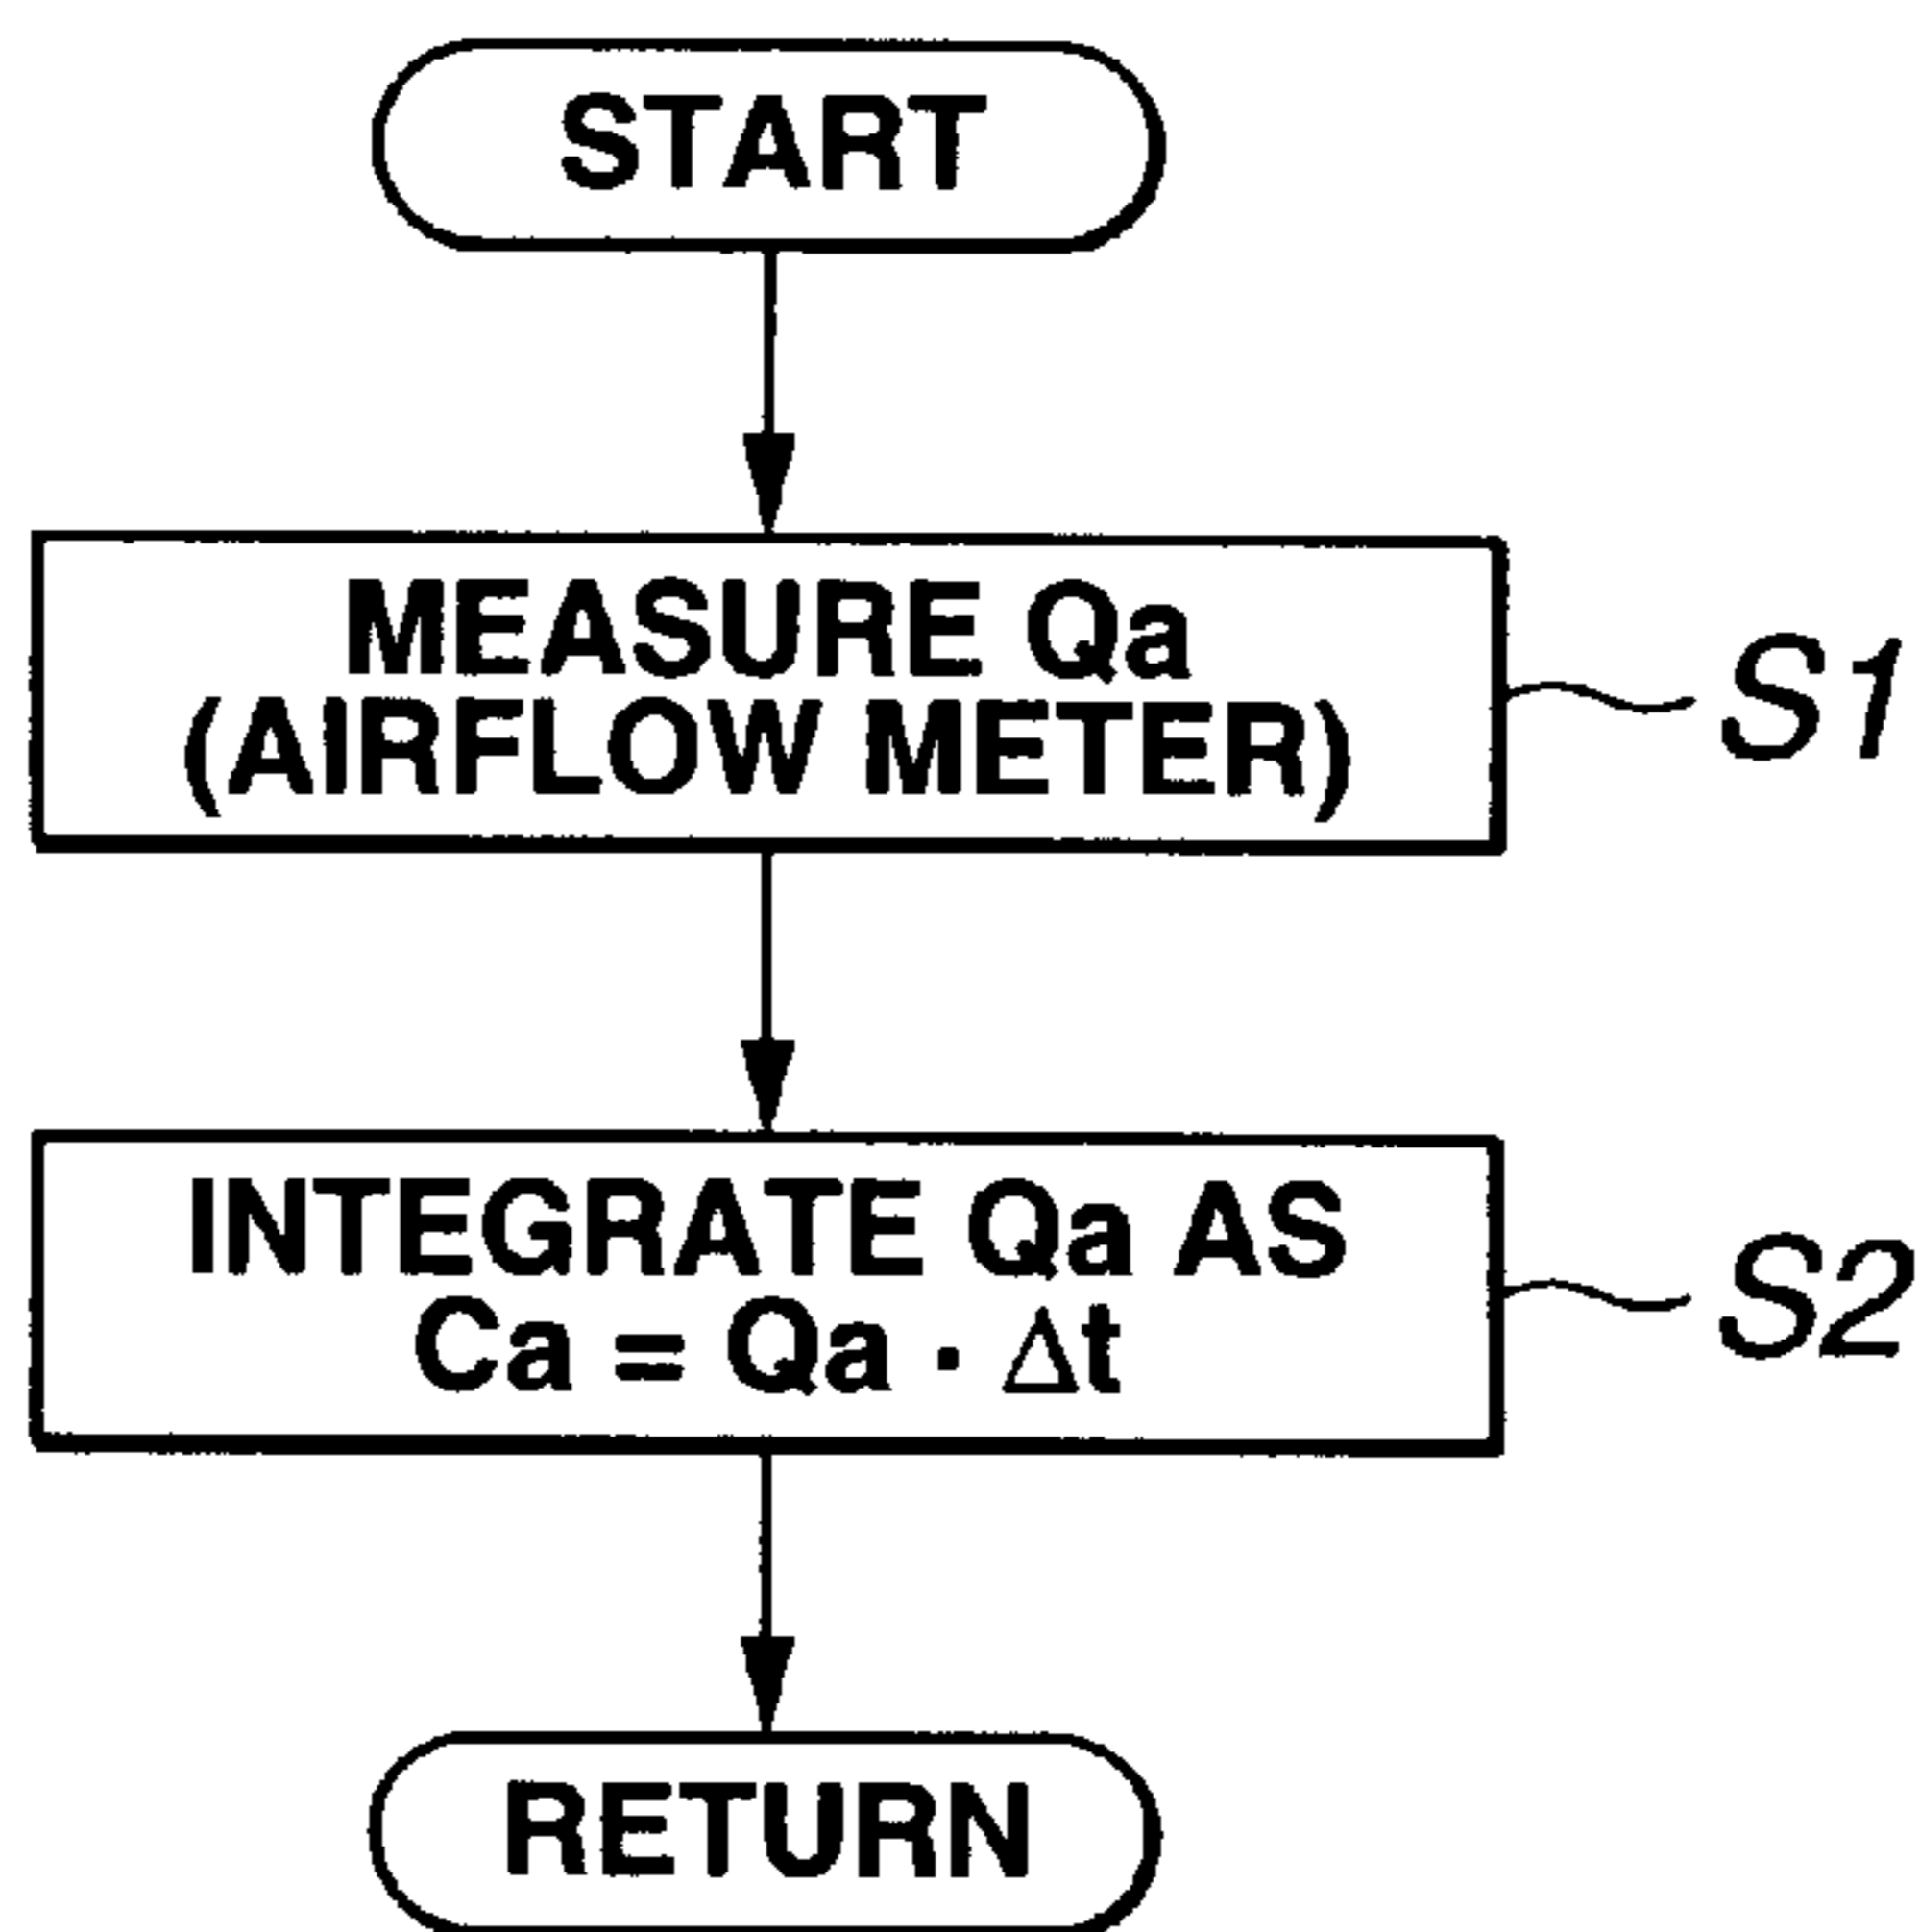 START
MEASURE Qa
(AIRFLOW METER)
S1
INTEGRATE Qa AS
Ca = Qa · Δt
S2
RETURN